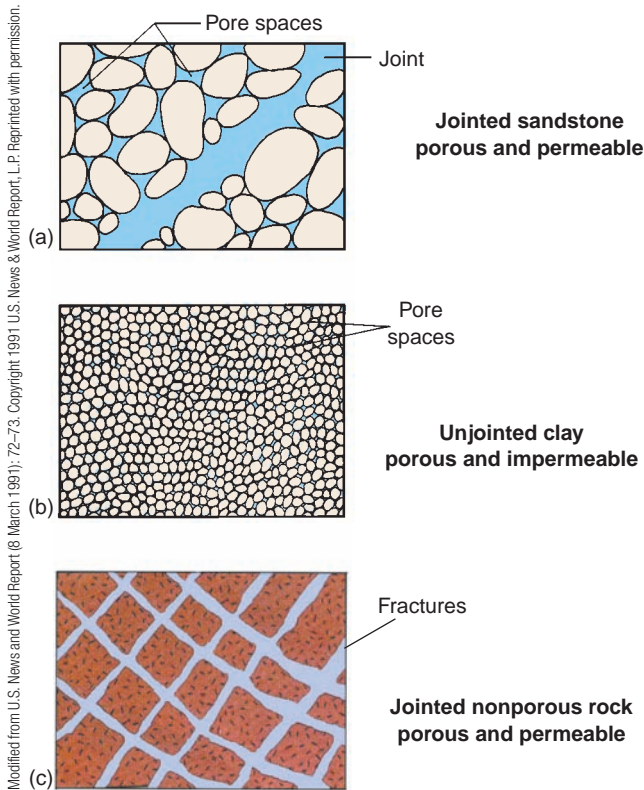 Modified from U.S. News and World Report (8 March 1991): 72–73. Copyright 1991 U.S. News & World Report, L.P. Reprinted with permission.
Pore spaces
Joint
Jointed sandstone
porous and permeable
(a)
Pore
spaces
Unjointed clay
porous and impermeable
(b)
Fractures
Jointed nonporous rock
porous and permeable
(c)